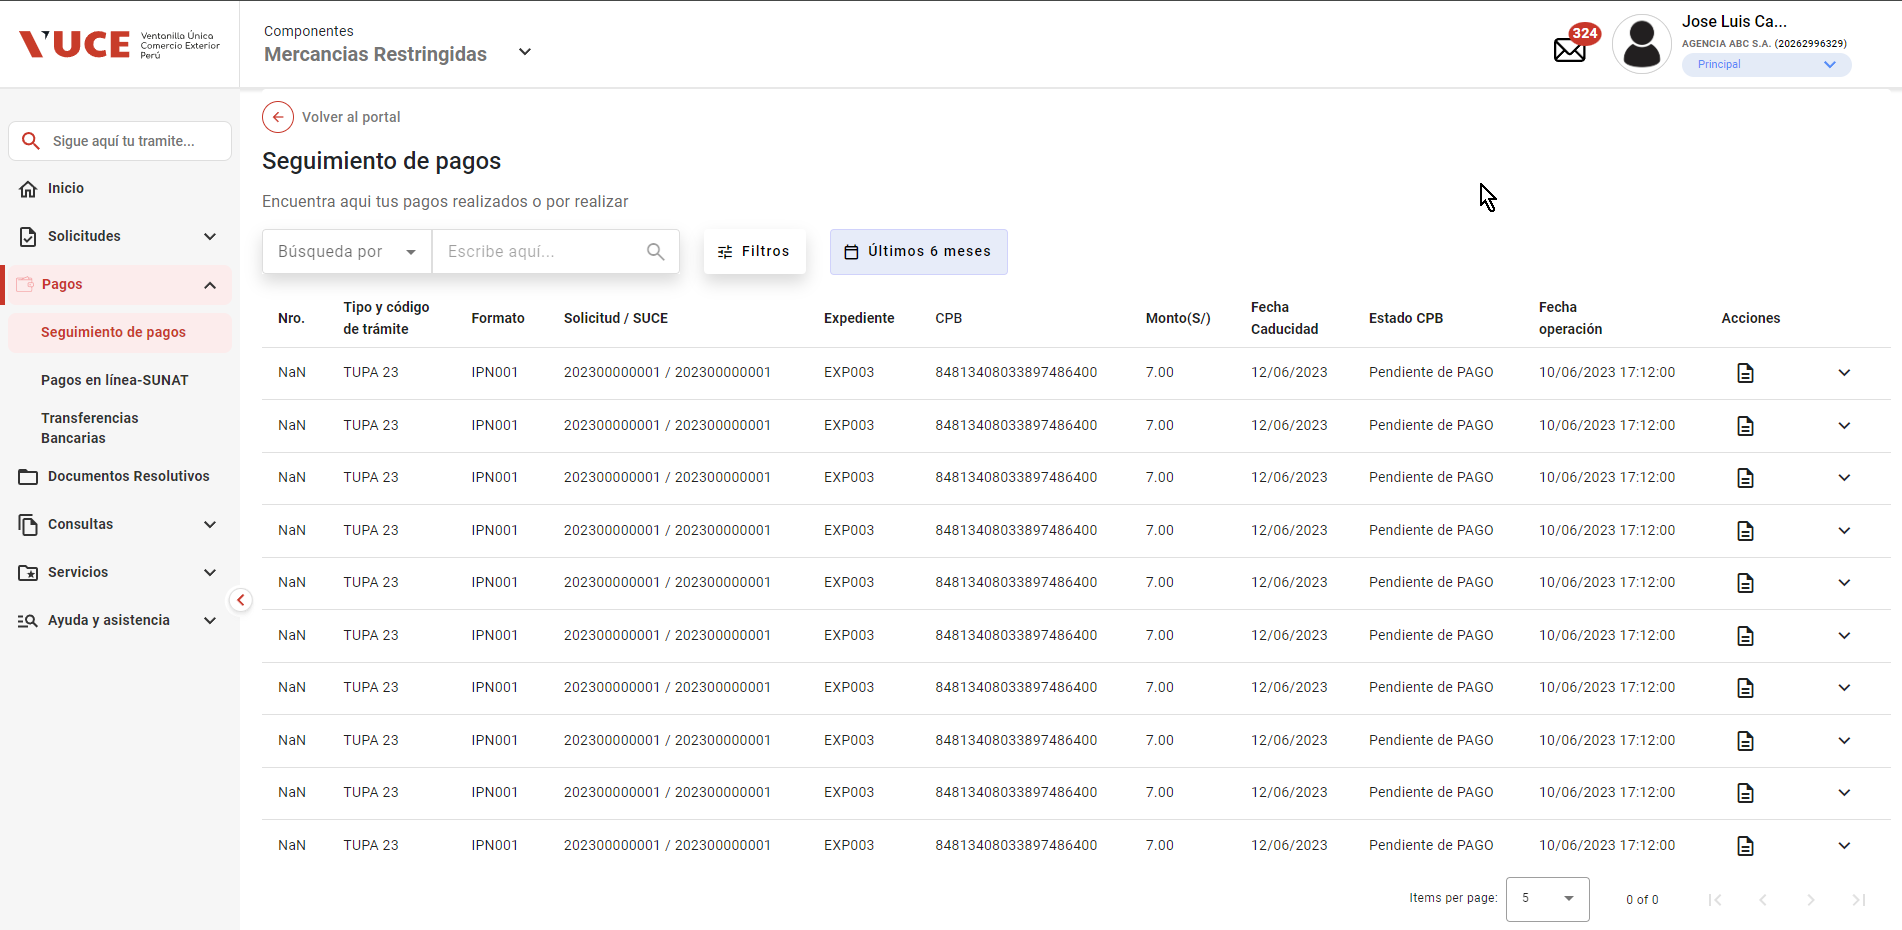 VUCE
Ventanilla Única
Comercio Exterior
Perú
Componentes
Mercancias Restringidas
324
Jose Luis Ca...
AGENCIA ABC S.A. (20262996329)
Principal
Sigue aquí tu tramite...
Inicio
Solicitudes
Pagos
Seguimiento de pagos
Pagos en línea-SUNAT
Transferencias
Bancarias
Documentos Resolutivos
Consultas
Servicios
Ayuda y asistencia
Volver al portal
Seguimiento de pagos
Encuentra aqui tus pagos realizados o por realizar
Búsqueda por
Escribe aquí...
Filtros
Últimos 6 meses
Nro. Tipo y código de trámite Formato Solicitud / SUCE Expediente CPB Monto(S/) Fecha Caducidad Estado CPB Fecha operación Acciones
NaN TUPA 23 IPN001 202300000001 / 202300000001 EXP003 84813408033897486400 7.00 12/06/2023 Pendiente de PAGO 10/06/2023 17:12:00
NaN TUPA 23 IPN001 202300000001 / 202300000001 EXP003 84813408033897486400 7.00 12/06/2023 Pendiente de PAGO 10/06/2023 17:12:00
NaN TUPA 23 IPN001 202300000001 / 202300000001 EXP003 84813408033897486400 7.00 12/06/2023 Pendiente de PAGO 10/06/2023 17:12:00
NaN TUPA 23 IPN001 202300000001 / 202300000001 EXP003 84813408033897486400 7.00 12/06/2023 Pendiente de PAGO 10/06/2023 17:12:00
NaN TUPA 23 IPN001 202300000001 / 202300000001 EXP003 84813408033897486400 7.00 12/06/2023 Pendiente de PAGO 10/06/2023 17:12:00
NaN TUPA 23 IPN001 202300000001 / 202300000001 EXP003 84813408033897486400 7.00 12/06/2023 Pendiente de PAGO 10/06/2023 17:12:00
NaN TUPA 23 IPN001 202300000001 / 202300000001 EXP003 84813408033897486400 7.00 12/06/2023 Pendiente de PAGO 10/06/2023 17:12:00
NaN TUPA 23 IPN001 202300000001 / 202300000001 EXP003 84813408033897486400 7.00 12/06/2023 Pendiente de PAGO 10/06/2023 17:12:00
NaN TUPA 23 IPN001 202300000001 / 202300000001 EXP003 84813408033897486400 7.00 12/06/2023 Pendiente de PAGO 10/06/2023 17:12:00
NaN TUPA 23 IPN001 202300000001 / 202300000001 EXP003 84813408033897486400 7.00 12/06/2023 Pendiente de PAGO 10/06/2023 17:12:00
Items per page: 5 0 of 0